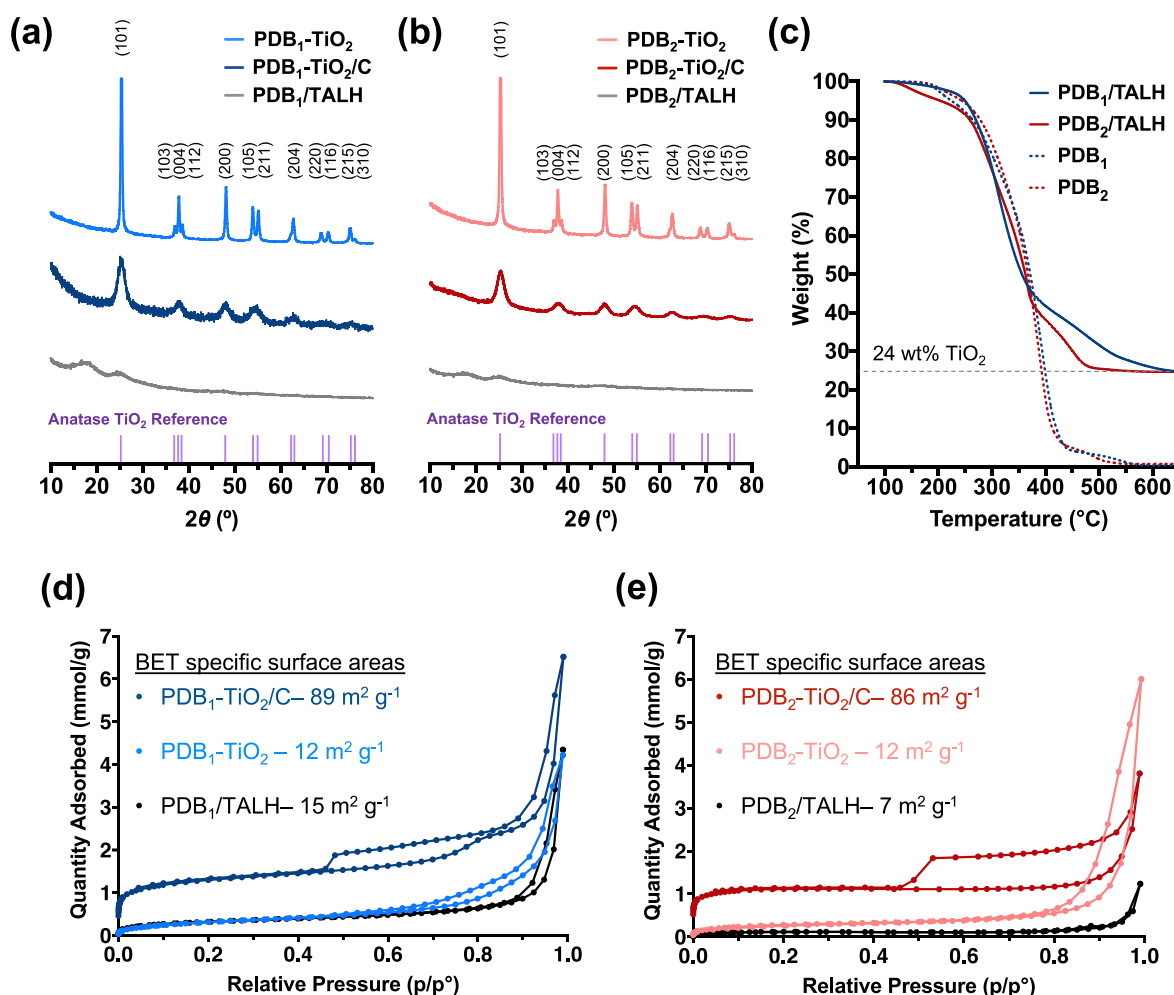 (a)
(101)
PDB₁-TiO₂
PDB₁-TiO₂/C
PDB₁/TALH
(103)
(004)
(112)
(200)
(105)
(211)
(204)
(220)
(116)
(215)
(310)
Anatase TiO₂ Reference
10 20 30 40 50 60 70 80
2θ (º)
(b)
(101)
PDB₂-TiO₂
PDB₂-TiO₂/C
PDB₂/TALH
(103)
(004)
(112)
(200)
(105)
(211)
(204)
(220)
(116)
(215)
(310)
Anatase TiO₂ Reference
10 20 30 40 50 60 70 80
2θ (º)
(c)
PDB₁/TALH
PDB₂/TALH
PDB₁
PDB₂
24 wt% TiO₂
Weight (%)
100
90
80
70
60
50
40
30
20
10
0
100 200 300 400 500 600
Temperature (°C)
(d)
BET specific surface areas
PDB₁-TiO₂/C– 89 m² g⁻¹
PDB₁-TiO₂ – 12 m² g⁻¹
PDB₁/TALH– 15 m² g⁻¹
Quantity Adsorbed (mmol/g)
7
6
5
4
3
2
1
0
0.0 0.2 0.4 0.6 0.8 1.0
Relative Pressure (p/p°)
(e)
BET specific surface areas
PDB₂-TiO₂/C– 86 m² g⁻¹
PDB₂-TiO₂ – 12 m² g⁻¹
PDB₂/TALH– 7 m² g⁻¹
Quantity Adsorbed (mmol/g)
7
6
5
4
3
2
1
0
0.0 0.2 0.4 0.6 0.8 1.0
Relative Pressure (p/p°)